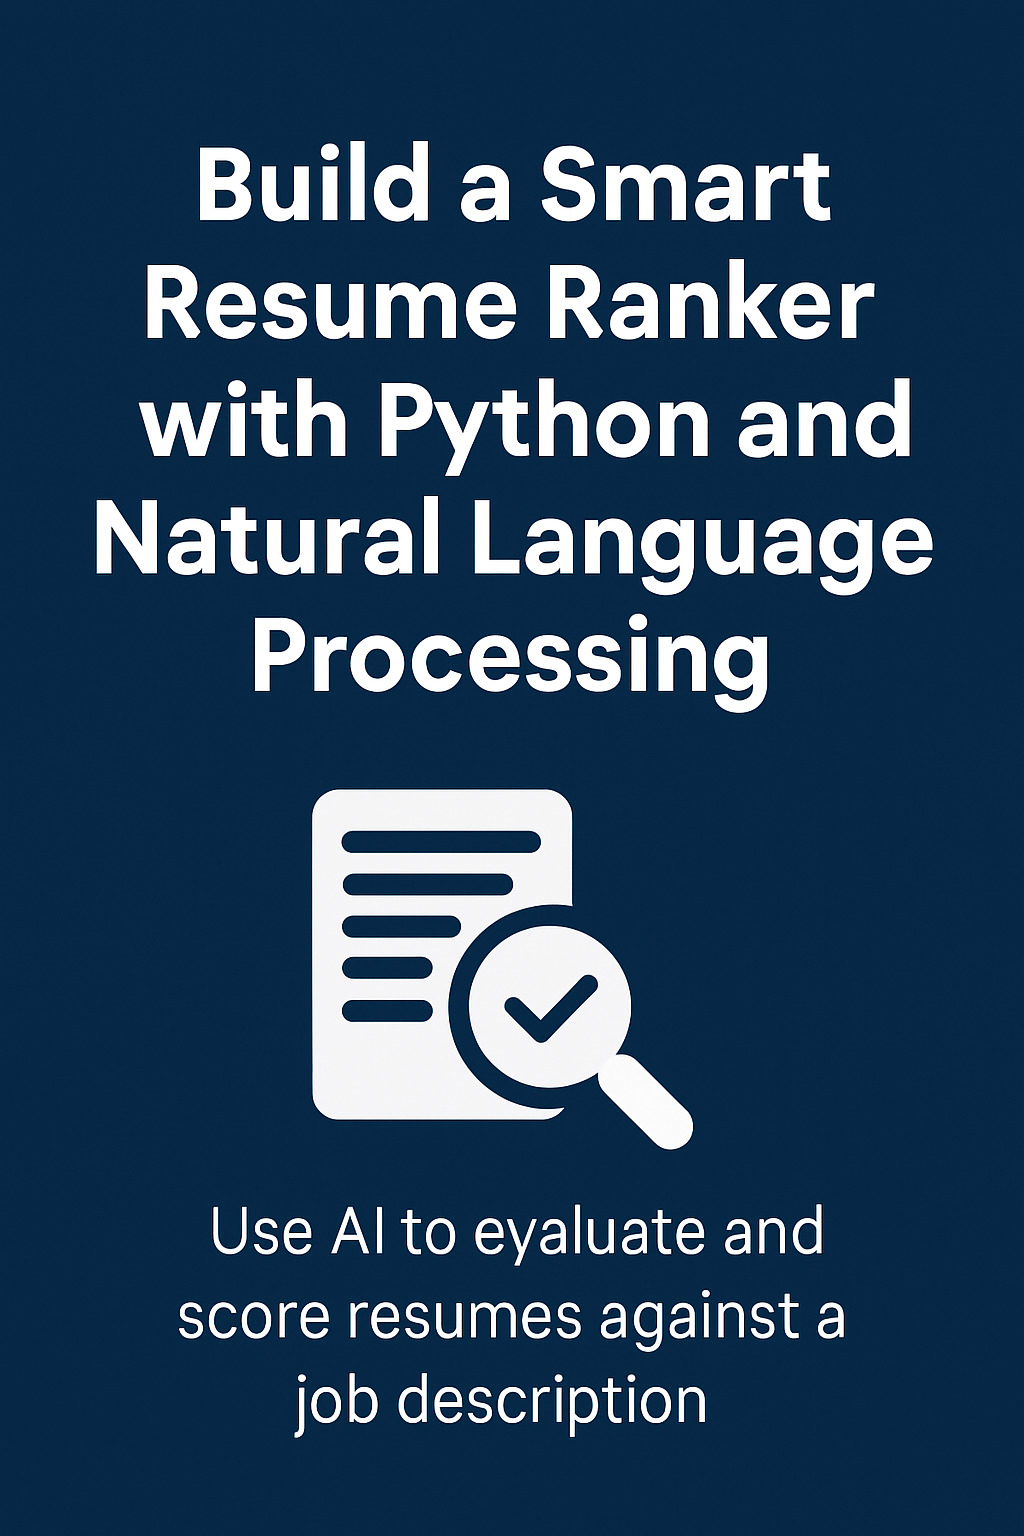 Build a Smart
Resume Ranker
with Python and
Natural Language
Processing
Use AI to eyaluate and
score resumes against a
job description